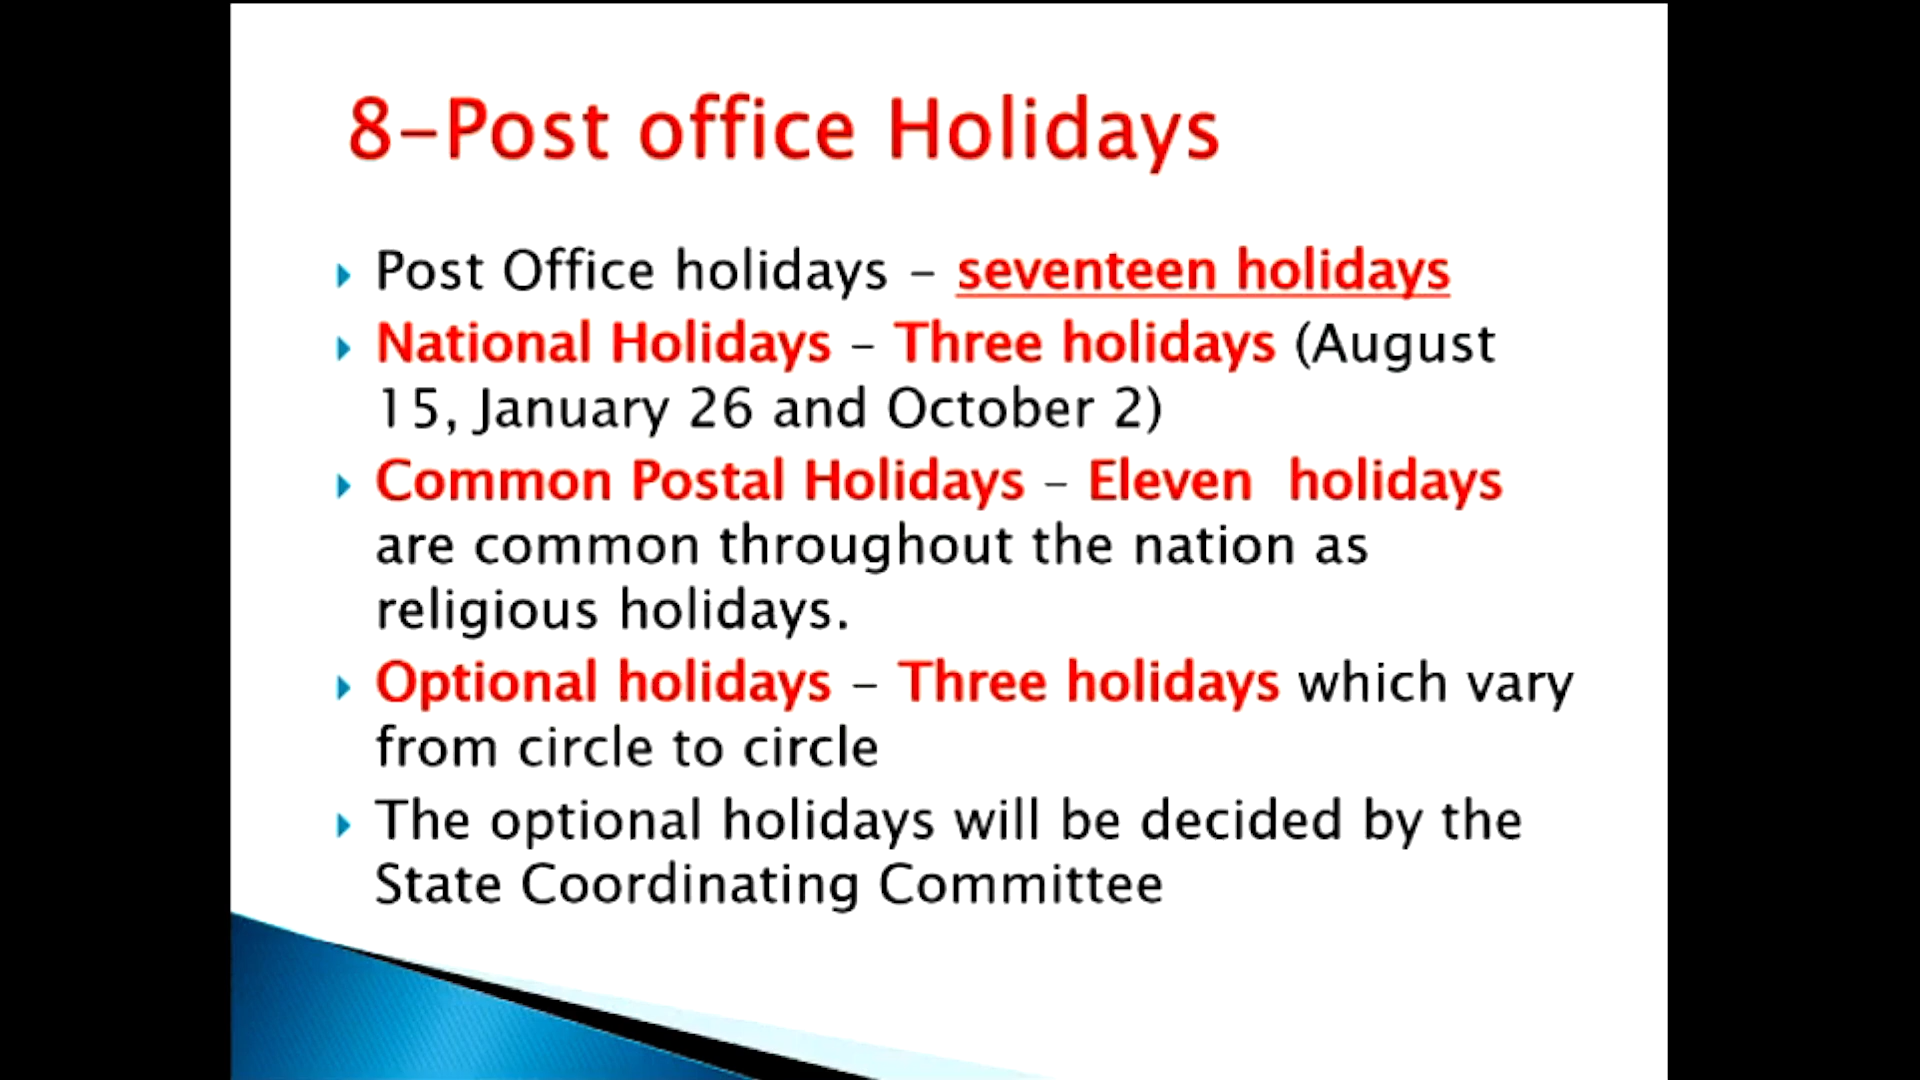 8-Post office Holidays
Post Office holidays - seventeen holidays
National Holidays - Three holidays (August
15, January 26 and October 2)
Common Postal Holidays - Eleven holidays
are common throughout the nation as
religious holidays.
Optional holidays - Three holidays which vary
from circle to circle
The optional holidays will be decided by the
State Coordinating Committee